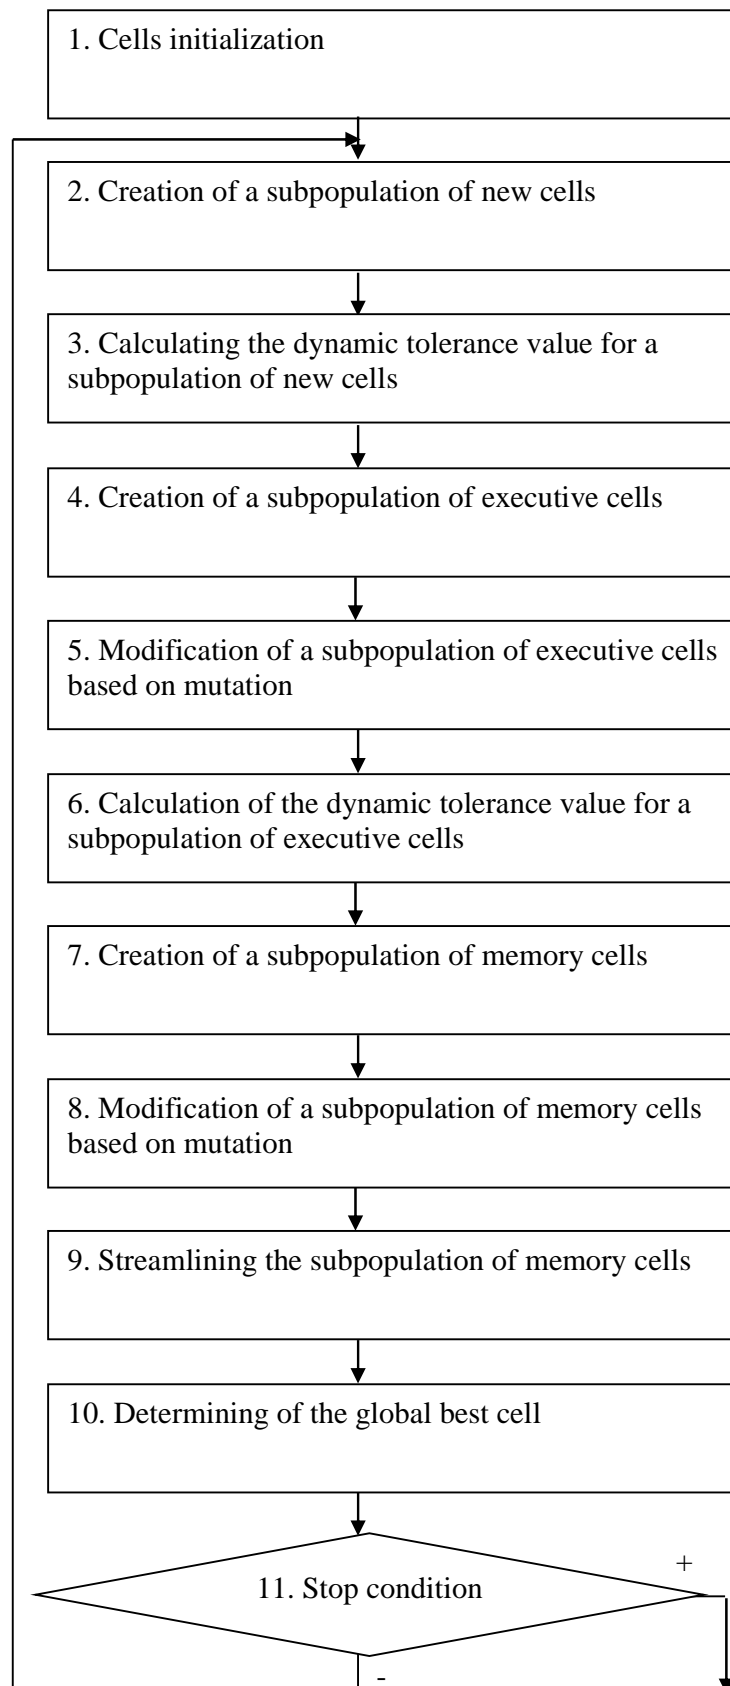 1. Cells initialization
2. Creation of a subpopulation of new cells
3. Calculating the dynamic tolerance value for a
subpopulation of new cells
4. Creation of a subpopulation of executive cells
5. Modification of a subpopulation of executive cells
based on mutation
6. Calculation of the dynamic tolerance value for a
subpopulation of executive cells
7. Creation of a subpopulation of memory cells
8. Modification of a subpopulation of memory cells
based on mutation
9. Streamlining the subpopulation of memory cells
10. Determining of the global best cell
+
11. Stop condition
-